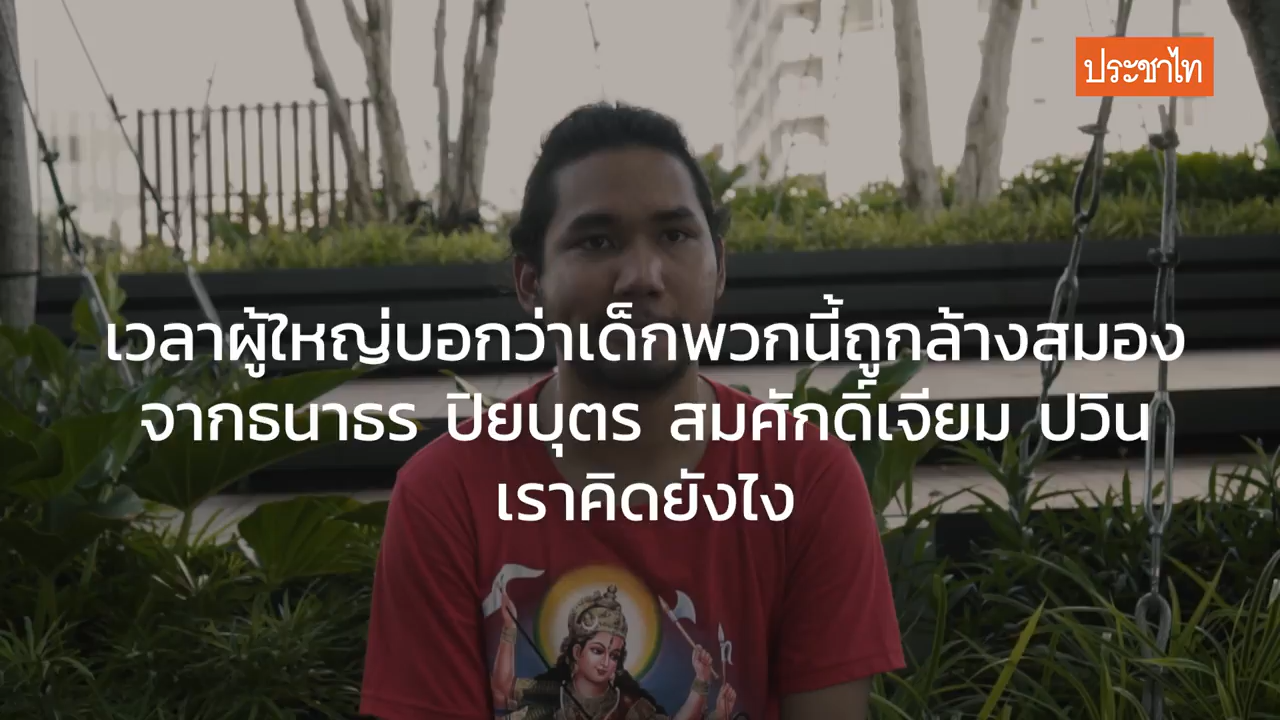 ประชาไท
เวลาผู้ใหญ่บอกว่าเด็กพวกนี้ถูกล้างสมอง
จากธนาธร ปิยบุตร สมศักดิ์เจียม ปวิน
เราคิดยังไง